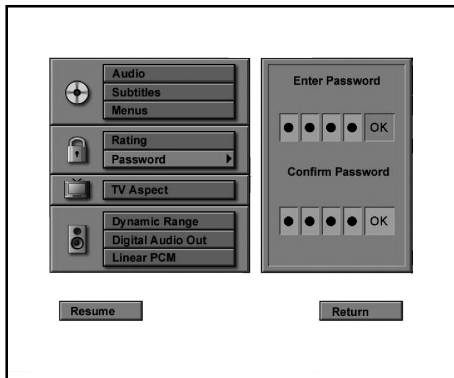 Audio
Subtitles
Menus
Rating
Password
TV Aspect
Dynamic Range
Digital Audio Out
Linear PCM
Enter Password
OK
Confirm Password
OK
Resume
Return